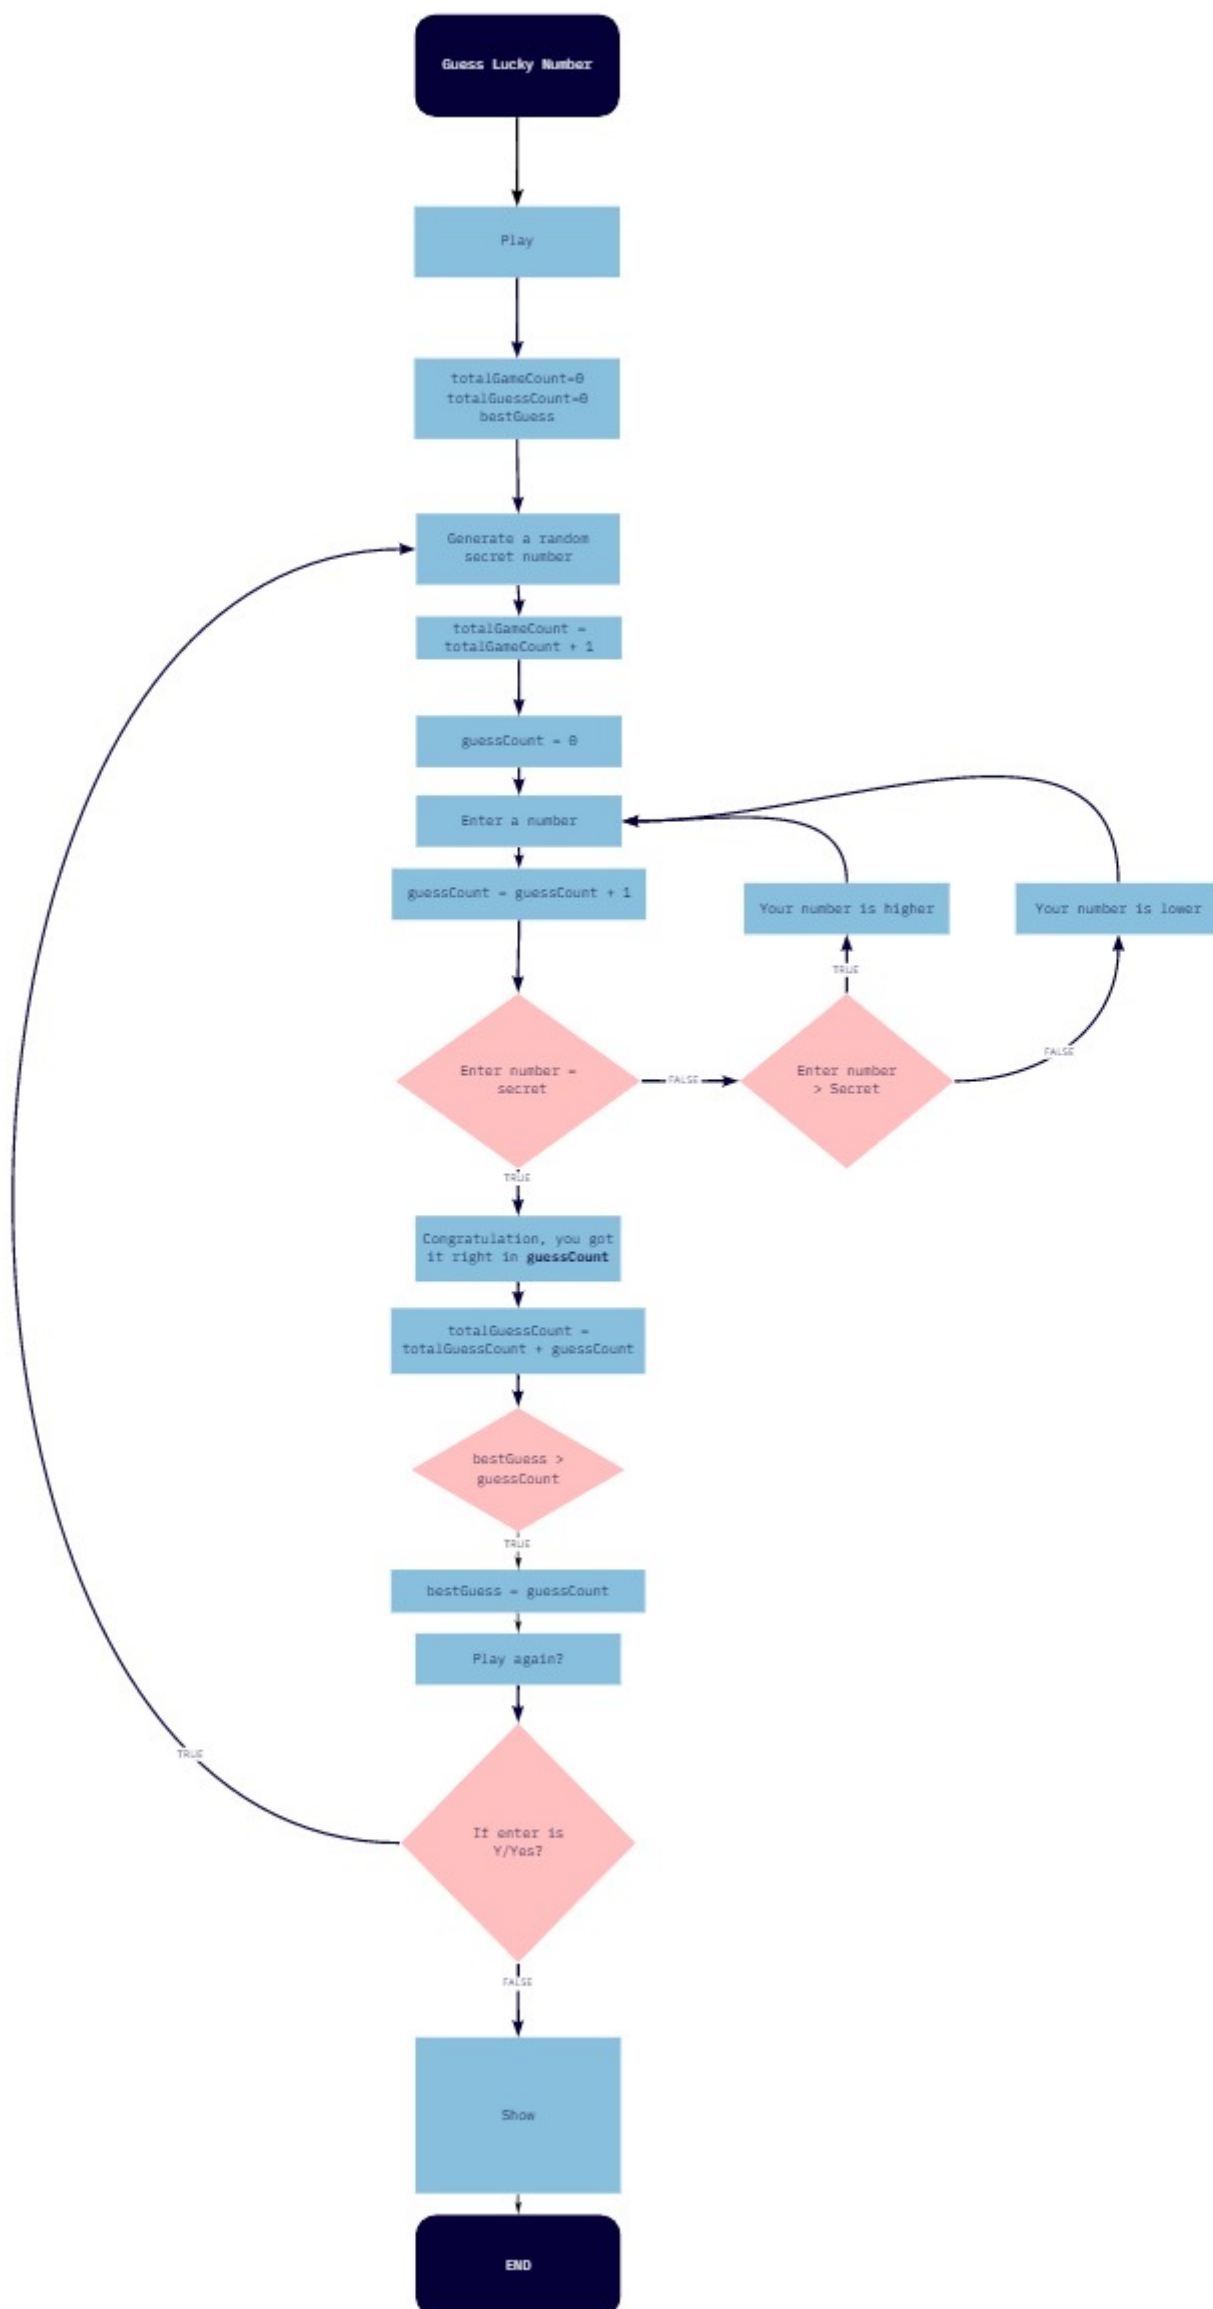 Guess Lucky Number
Play
totalGameCount=0
totalGuessCount=0
bestGuess
Generate a random
secret number
totalGameCount =
totalGameCount + 1
guessCount = 0
Enter a number
guessCount = guessCount + 1
Your number is higher
Your number is lower
TRUE
FALSE
Enter number =
secret
FALSE
Enter number
> Secret
TRUE
Congratulation, you got
it right in guessCount
totalGuessCount =
totalGuessCount + guessCount
bestGuess >
guessCount
TRUE
bestGuess = guessCount
Play again?
TRUE
If enter is
Y/Yes?
FALSE
Show
END